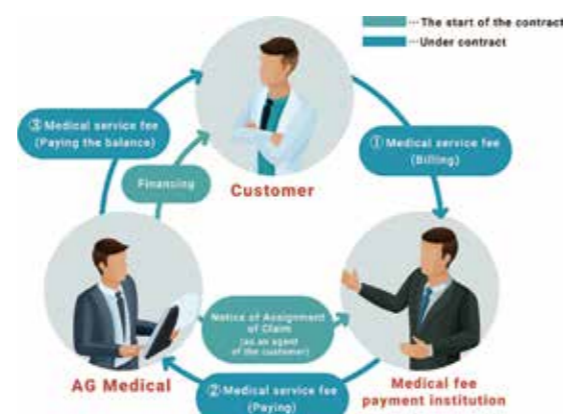 ···The start of the contract
···Under contract
③ Medical service fee
(Paying the balance)
① Medical service fee
(Billing)
Financing
Customer
Notice of Assignment
of Claim
(as an agent
of the customer)
AG Medical
② Medical service fee
(Paying)
Medical fee
payment institution